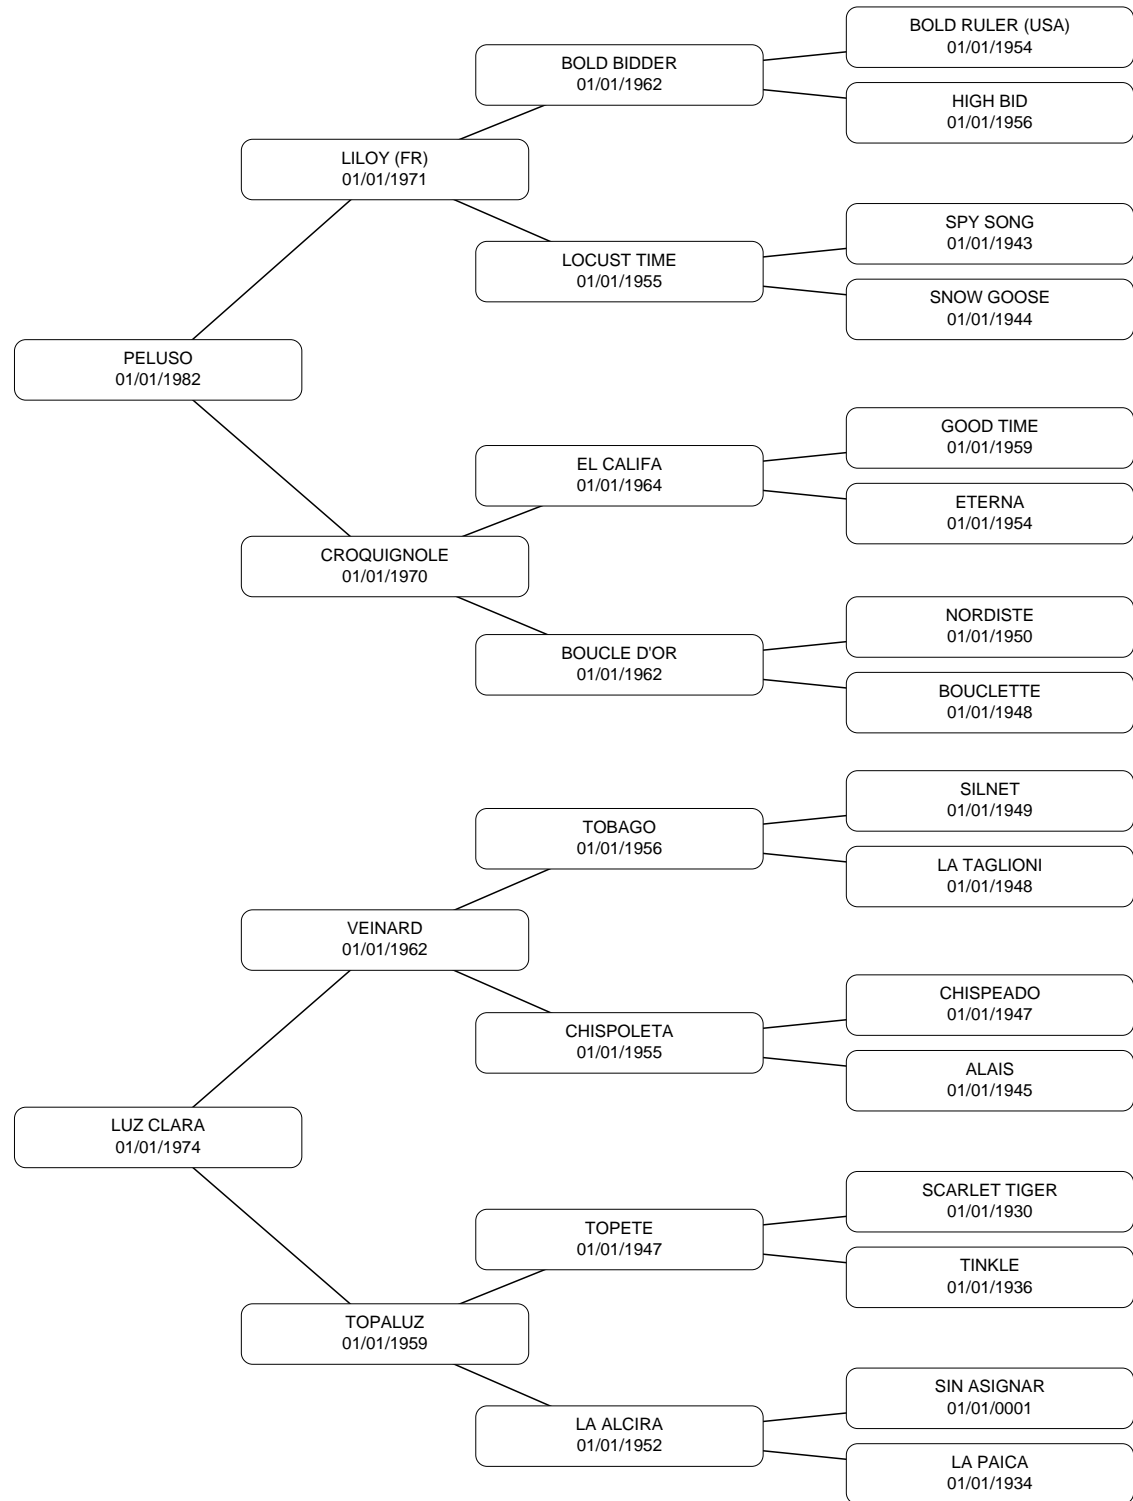 BOLD RULER (USA)
01/01/1954
BOLD BIDDER
01/01/1962
HIGH BID
01/01/1956
LILOY (FR)
01/01/1971
SPY SONG
01/01/1943
LOCUST TIME
01/01/1955
SNOW GOOSE
01/01/1944
PELUSO
01/01/1982
GOOD TIME
01/01/1959
EL CALIFA
01/01/1964
ETERNA
01/01/1954
CROQUIGNOLE
01/01/1970
NORDISTE
01/01/1950
BOUCLE D'OR
01/01/1962
BOUCLETTE
01/01/1948
SILNET
01/01/1949
TOBAGO
01/01/1956
LA TAGLIONI
01/01/1948
VEINARD
01/01/1962
CHISPEADO
01/01/1947
CHISPOLETA
01/01/1955
ALAIS
01/01/1945
LUZ CLARA
01/01/1974
SCARLET TIGER
01/01/1930
TOPETE
01/01/1947
TINKLE
01/01/1936
TOPALUZ
01/01/1959
SIN ASIGNAR
01/01/0001
LA ALCIRA
01/01/1952
LA PAICA
01/01/1934